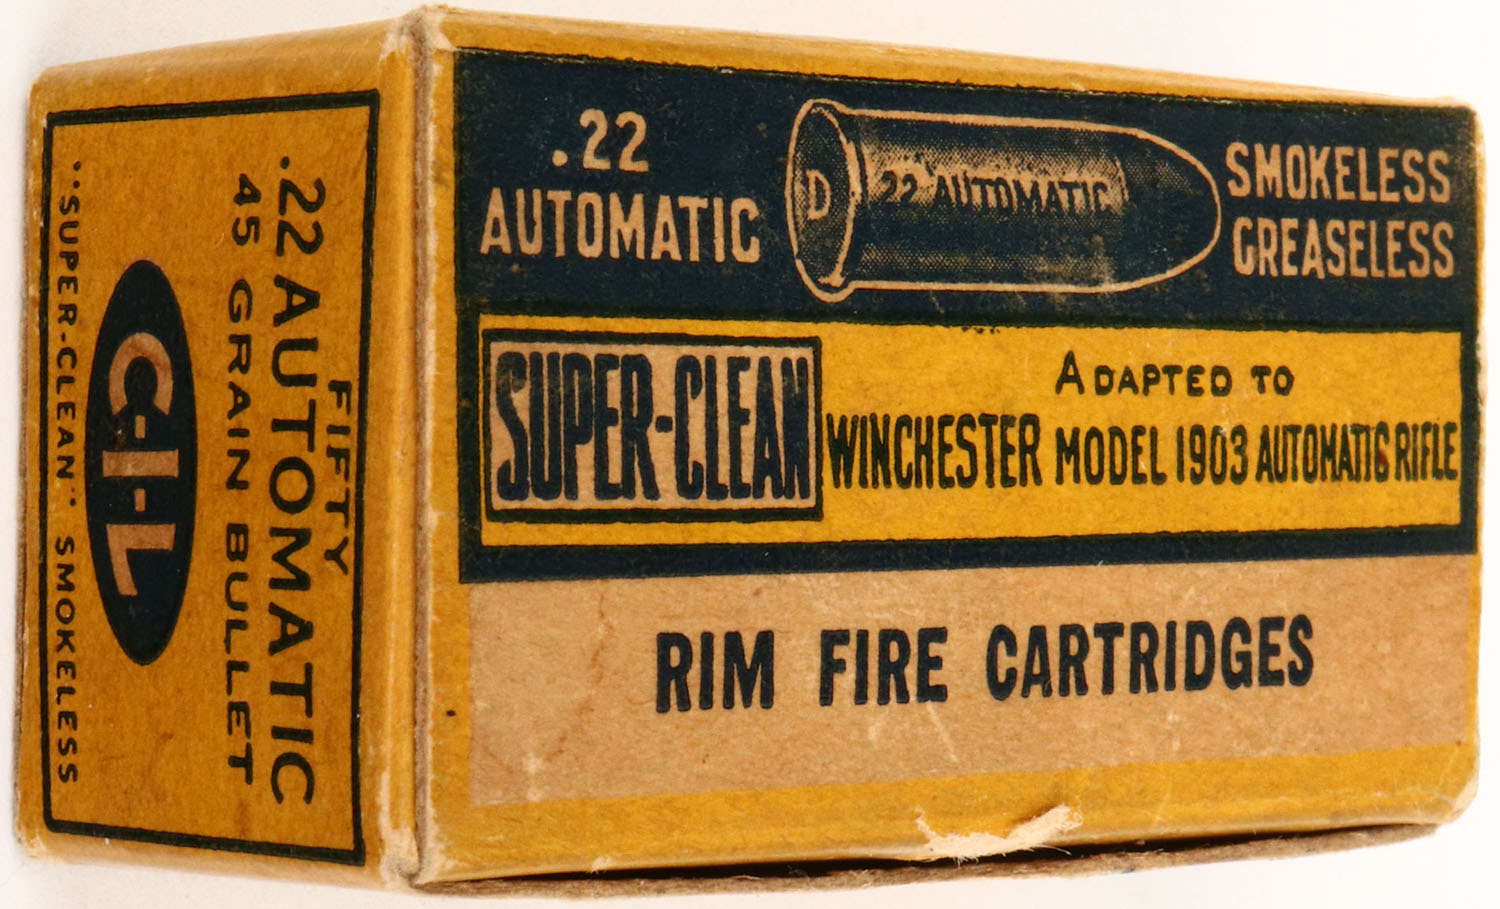 FIFTY
.22 AUTOMATIC
45 GRAIN BULLET
C-I-L
"SUPER-CLEAN" SMOKELESS
.22
AUTOMATIC
D
22 AUTOMATIC
SMOKELESS
GREASELESS
SUPER-CLEAN
ADAPTED TO
WINCHESTER MODEL 1903 AUTOMATIC RIFLE
RIM FIRE CARTRIDGES